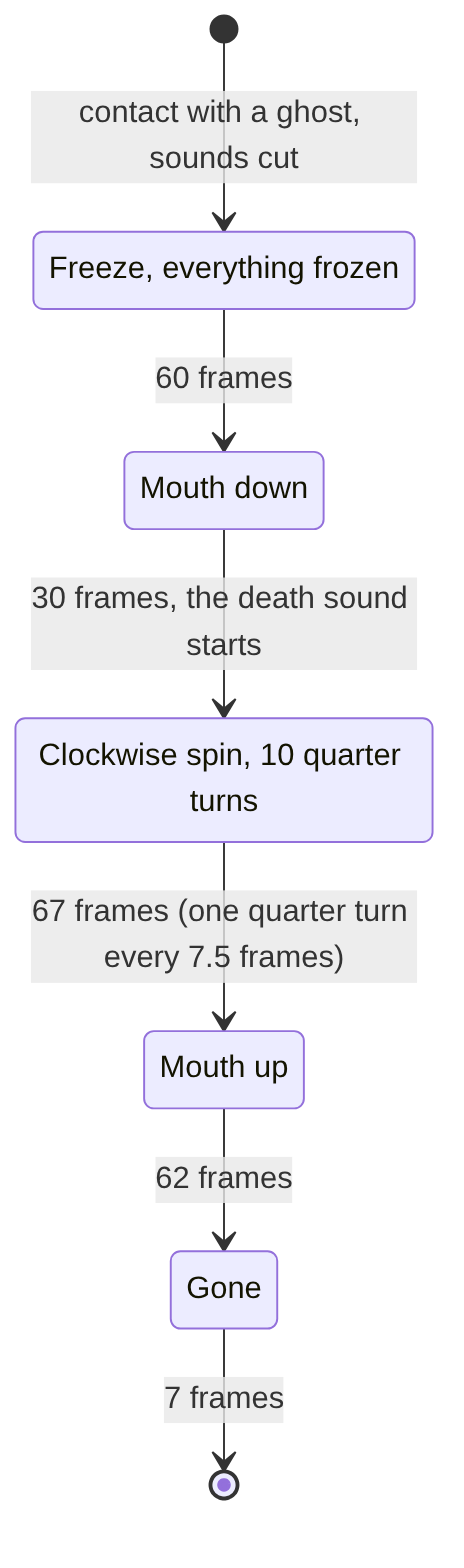 contact with a ghost,
sounds cut
Freeze, everything frozen
60 frames
Mouth down
30 frames, the death sound
starts
Clockwise spin, 10 quarter
turns
67 frames (one quarter turn
every 7.5 frames)
Mouth up
62 frames
Gone
7 frames